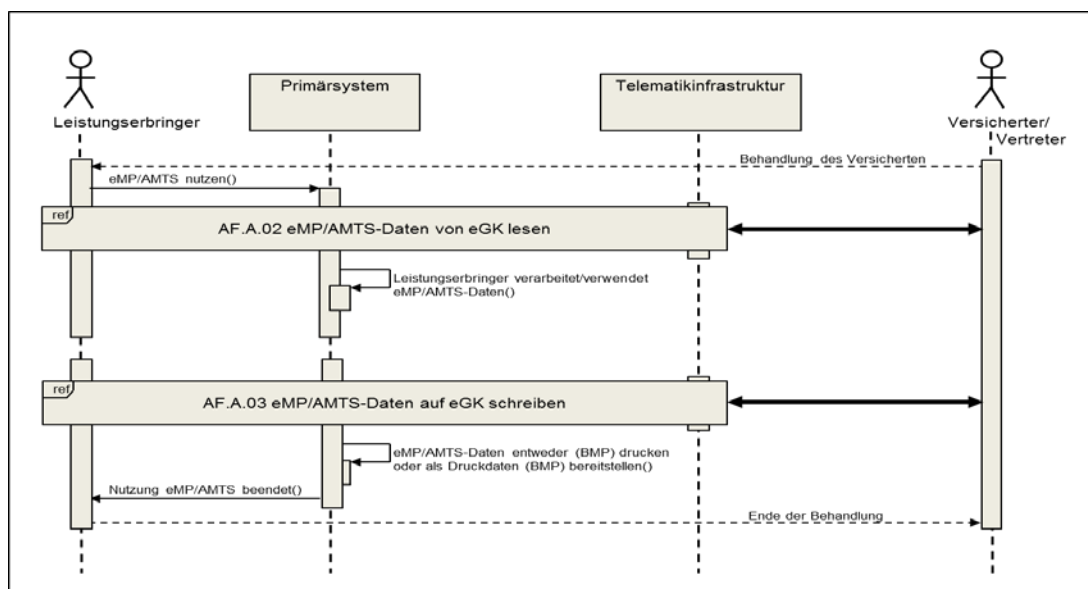 Leistungserbringer
Primärsystem
Telematikinfrastruktur
Versicherter/
Vertreter
Behandlung des Versicherten
eMP/AMTS nutzen()
ref
AF.A.02 eMP/AMTS-Daten von eGK lesen
Leistungserbringer verarbeitet/verwendet
eMP/AMTS-Daten()
ref
AF.A.03 eMP/AMTS-Daten auf eGK schreiben
eMP/AMTS-Daten entweder (BMP) drucken
oder als Druckdaten (BMP) bereitstellen()
Nutzung eMP/AMTS beendet()
Ende der Behandlung